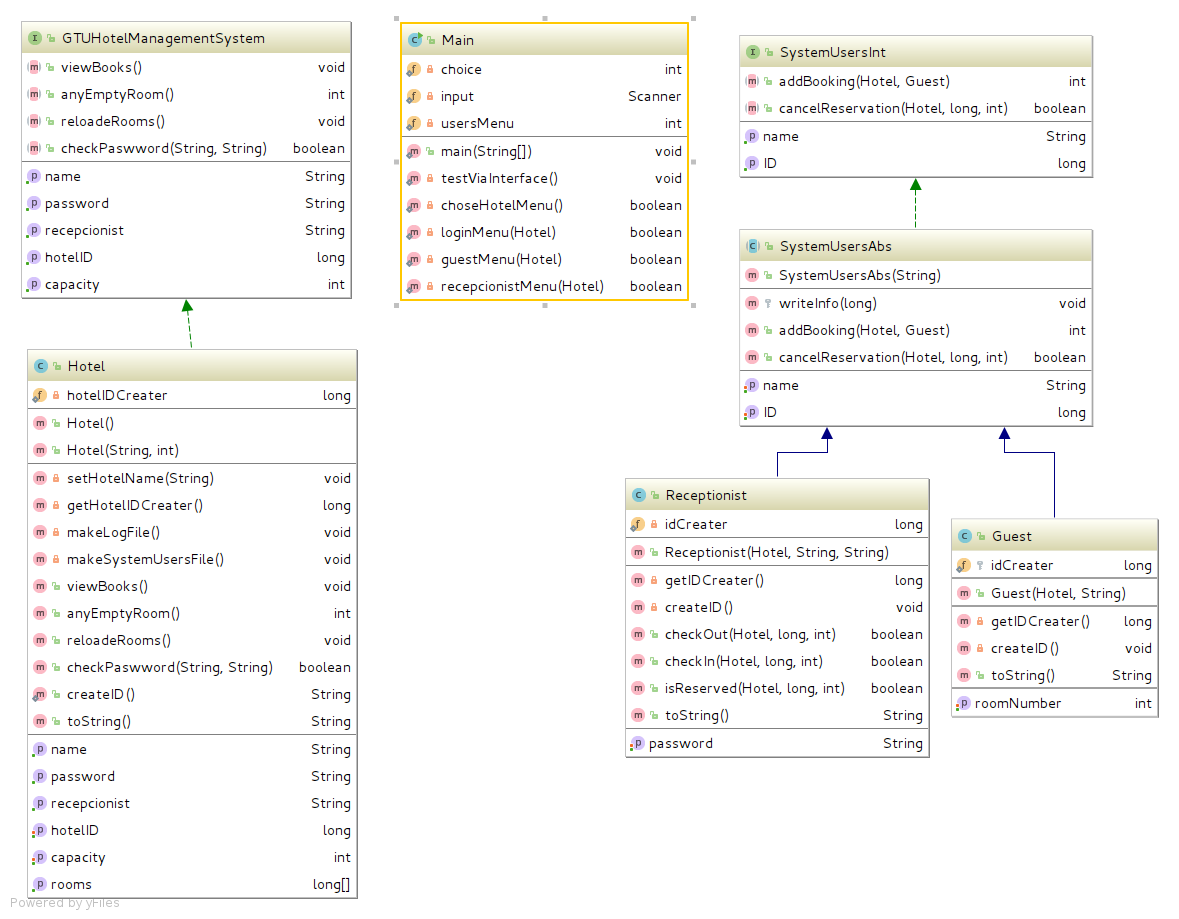 GTUHotelManagementSystem
viewBooks() void
anyEmptyRoom() int
reloadeRooms() void
checkPaswword(String, String) boolean
name String
password String
recepcionist String
hotelID long
capacity int
Hotel
hotelIDCreater long
Hotel()
Hotel(String, int)
setHotelName(String) void
getHotelIDCreater() long
makeLogFile() void
makeSystemUsersFile() void
viewBooks() void
anyEmptyRoom() int
reloadeRooms() void
checkPaswword(String, String) boolean
createID() String
toString() String
name String
password String
recepcionist String
hotelID long
capacity int
rooms long[]
Main
choice int
input Scanner
usersMenu int
main(String[]) void
testViaInterface() void
choseHotelMenu() boolean
loginMenu(Hotel) boolean
guestMenu(Hotel) boolean
recepcionistMenu(Hotel) boolean
SystemUsersInt
addBooking(Hotel, Guest) int
cancelReservation(Hotel, long, int) boolean
name String
ID long
SystemUsersAbs
SystemUsersAbs(String)
writeInfo(long) void
addBooking(Hotel, Guest) int
cancelReservation(Hotel, long, int) boolean
name String
ID long
Receptionist
idCreater long
Receptionist(Hotel, String, String)
getIDCreater() long
createID() void
checkOut(Hotel, long, int) boolean
checkIn(Hotel, long, int) boolean
isReserved(Hotel, long, int) boolean
toString() String
password String
Guest
idCreater long
Guest(Hotel, String)
getIDCreater() long
createID() void
toString() String
roomNumber int
Powered by yFiles